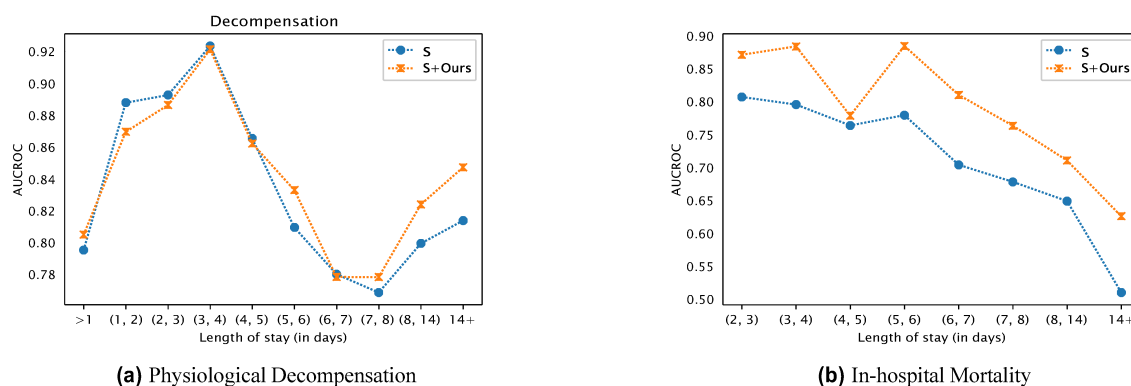 Decompensation
AUCROC
0.92
0.90
0.88
0.86
0.84
0.82
0.80
0.78
S
S+Ours
>1 (1, 2) (2, 3) (3, 4) (4, 5) (5, 6) (6, 7) (7, 8) (8, 14) 14+
Length of stay (in days)
(a) Physiological Decompensation
AUCROC
0.90
0.85
0.80
0.75
0.70
0.65
0.60
0.55
0.50
S
S+Ours
(2, 3) (3, 4) (4, 5) (5, 6) (6, 7) (7, 8) (8, 14) 14+
Length of stay (in days)
(b) In-hospital Mortality